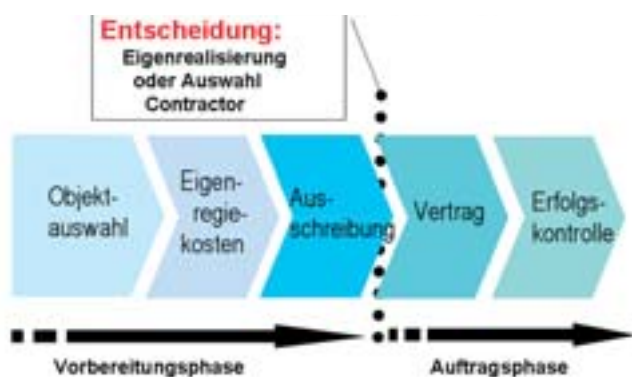 Entscheidung:
Eigenrealisierung
oder Auswahl
Contractor
Objekt-
auswahl
Eigen-
regie-
kosten
Aus-
schreibung
Vertrag
Erfolgs-
kontrolle
Vorbereitungsphase
Auftragsphase